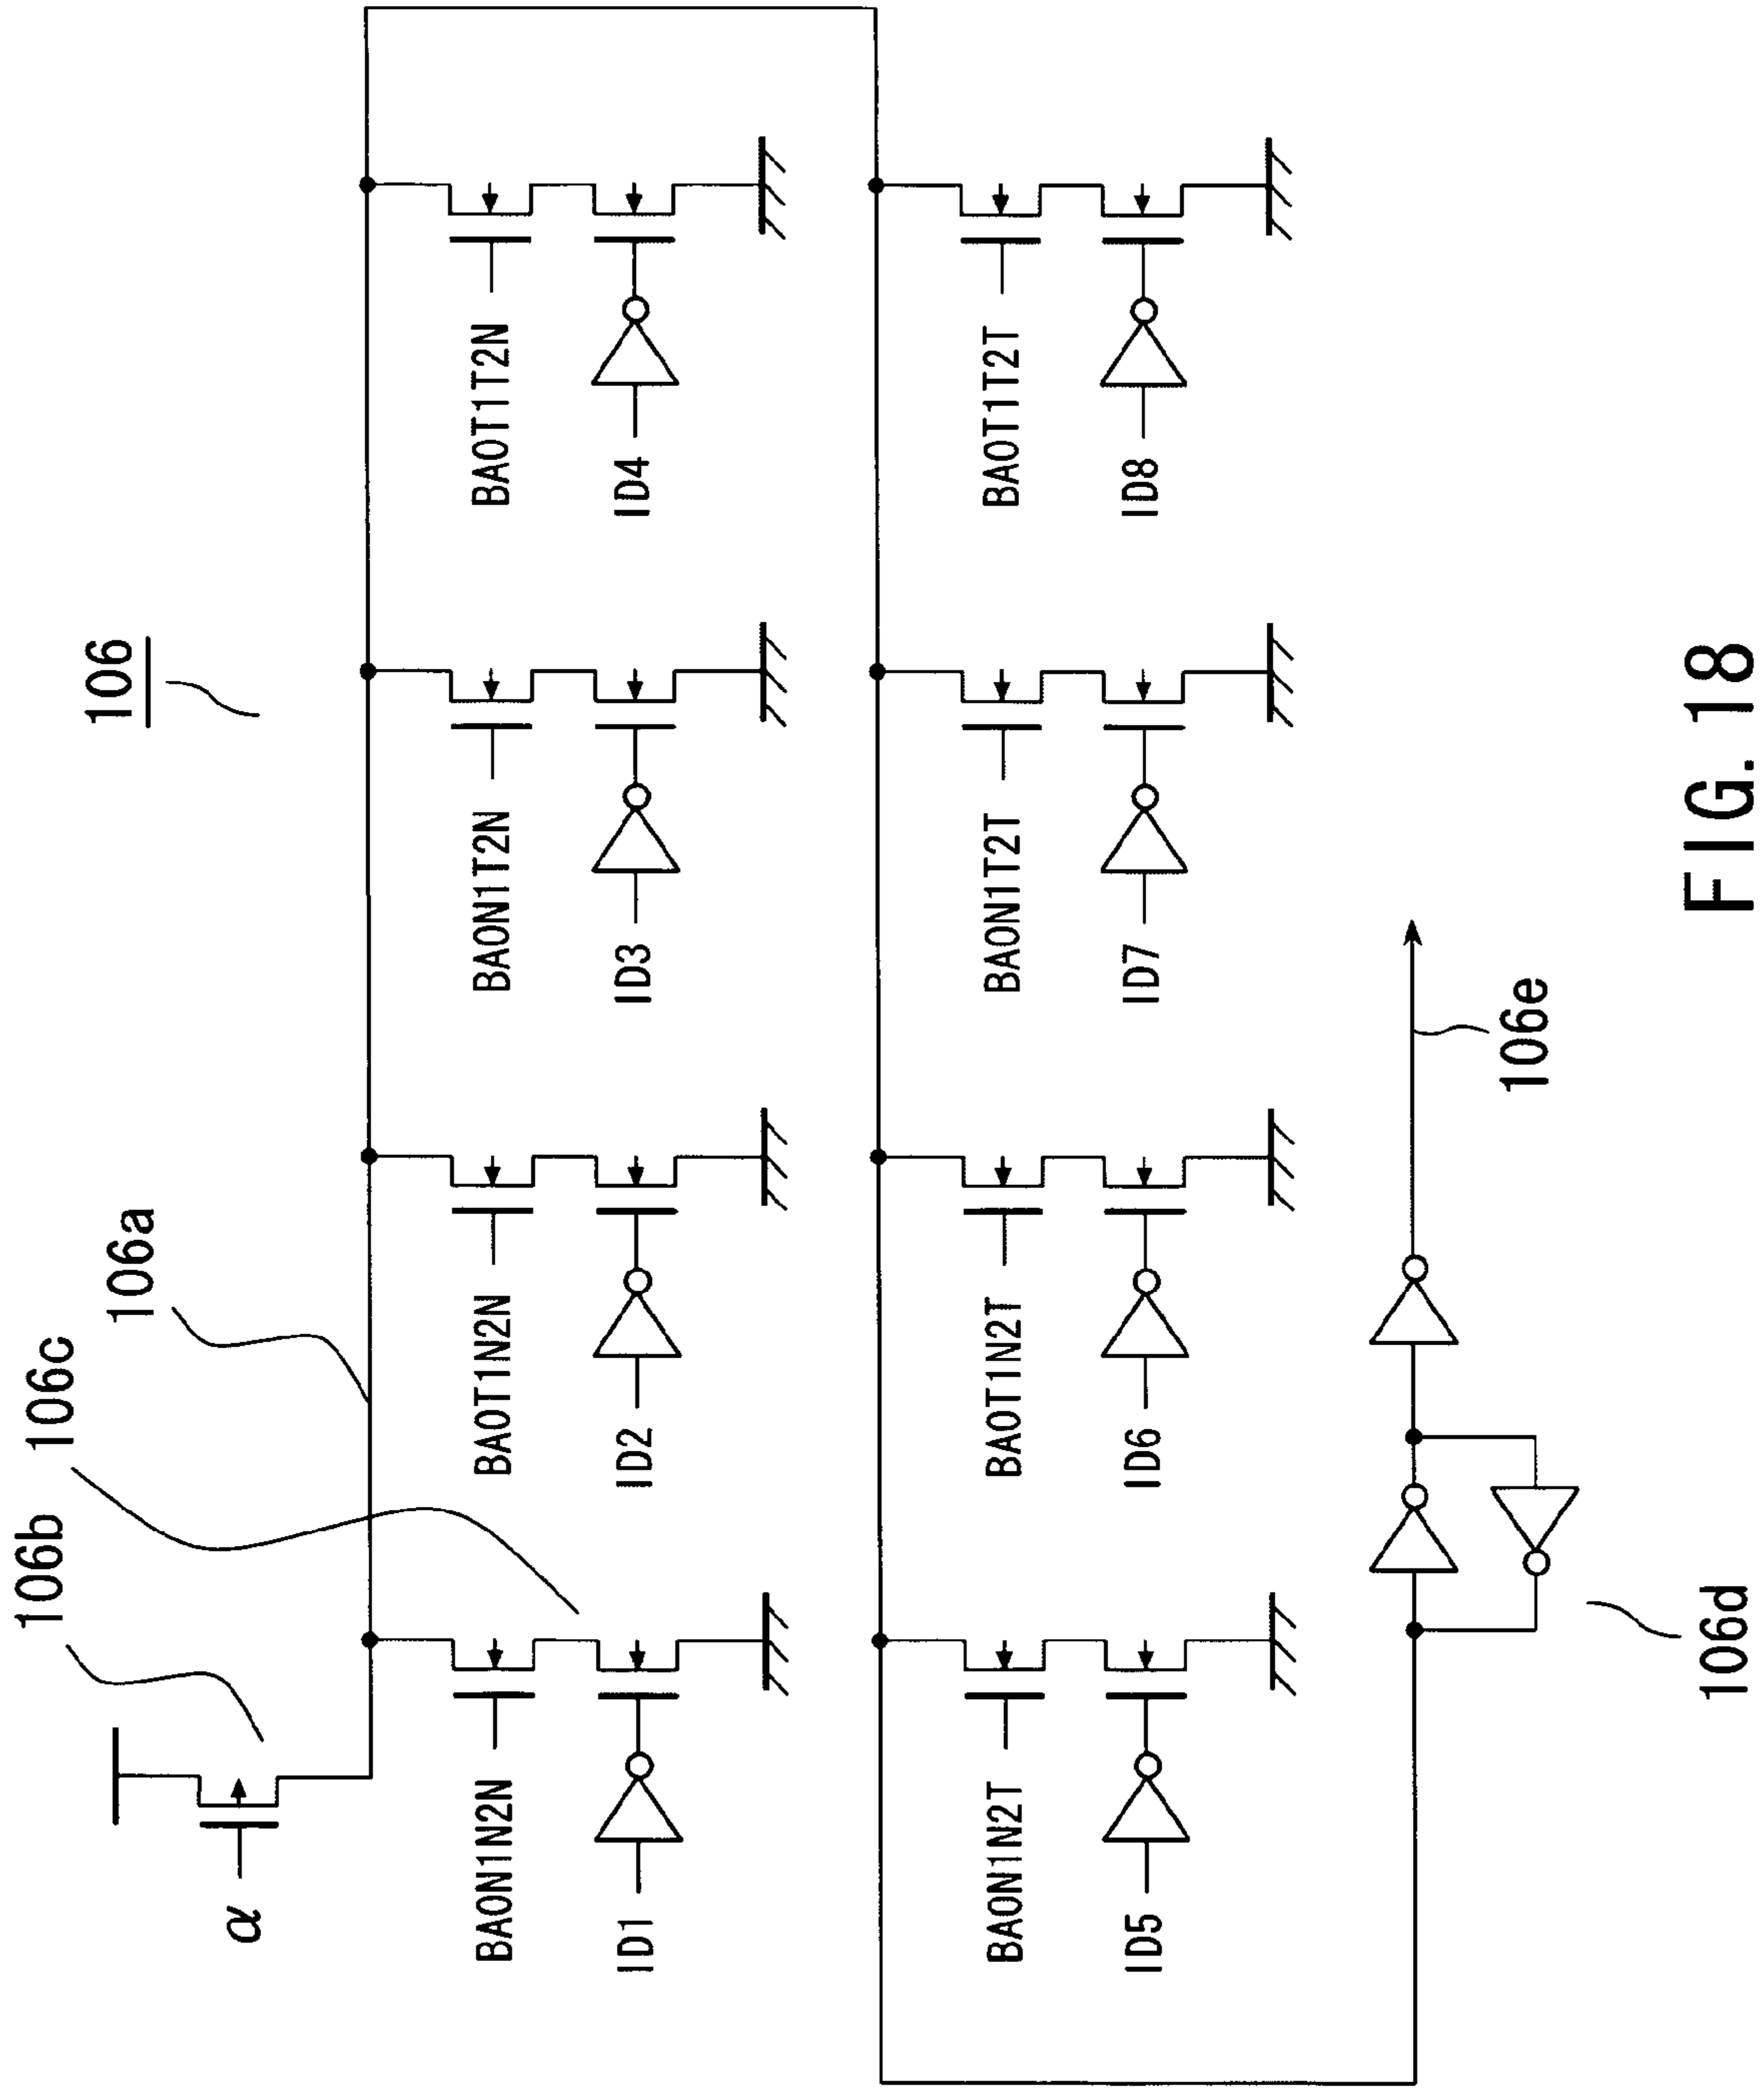 106
106b
106c
106a
α
BA0N1N2N
BA0T1N2N
BA0N1T2N
BA0T1T2N
ID1
ID2
ID3
ID4
BA0N1N2T
BA0T1N2T
BA0N1T2T
BA0T1T2T
ID5
ID6
ID7
ID8
106d
106e
FIG. 18